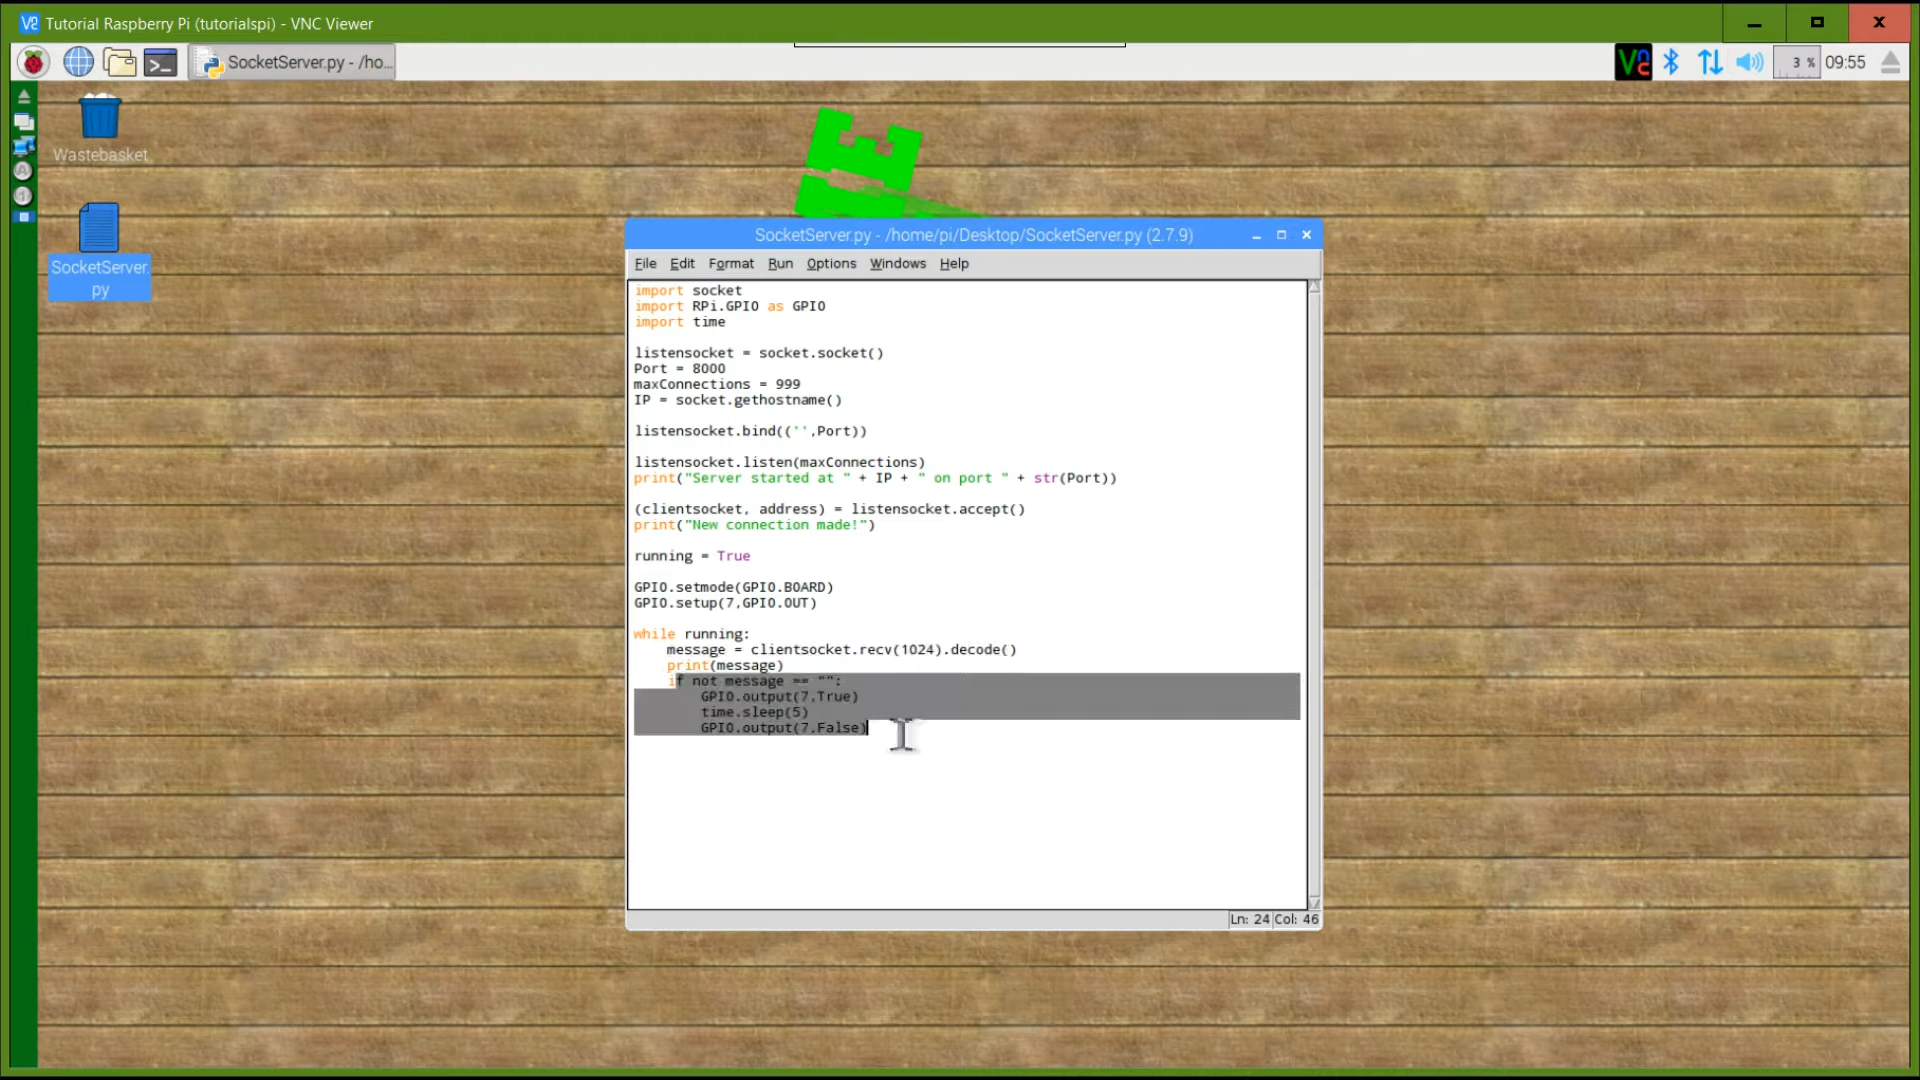 Tutorial Raspberry Pi (tutorialspi) - VNC Viewer
SocketServer.py - /ho...
3 %
09:55
Wastebasket
SocketServer.
py
SocketServer.py - /home/pi/Desktop/SocketServer.py (2.7.9)
File Edit Format Run Options Windows Help
import socket
import RPi.GPIO as GPIO
import time
listensocket = socket.socket()
Port = 8000
maxConnections = 999
IP = socket.gethostname()
listensocket.bind(('',Port))
listensocket.listen(maxConnections)
print("Server started at " + IP + " on port " + str(Port))
(clientsocket, address) = listensocket.accept()
print("New connection made!")
running = True
GPIO.setmode(GPIO.BOARD)
GPIO.setup(7,GPIO.OUT)
while running:
    message = clientsocket.recv(1024).decode()
    print(message)
    if not message == "":
        GPIO.output(7,True)
        time.sleep(5)
        GPIO.output(7,False)
Ln: 24 Col: 46